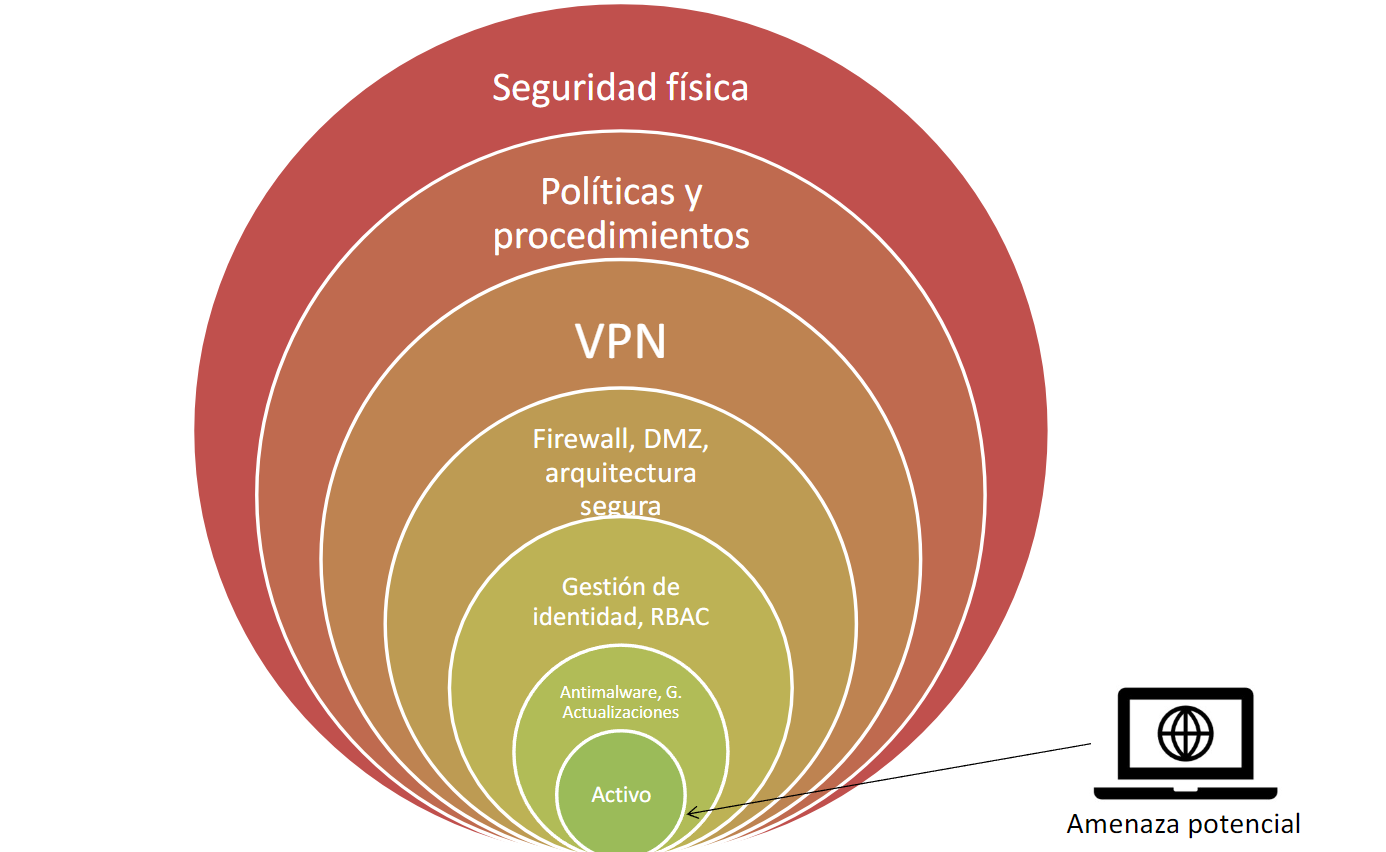 Seguridad física
Políticas y
procedimientos
VPN
Firewall, DMZ,
arquitectura
segura
Gestión de
identidad, RBAC
Antimalware, G.
Actualizaciones
Activo
Amenaza potencial